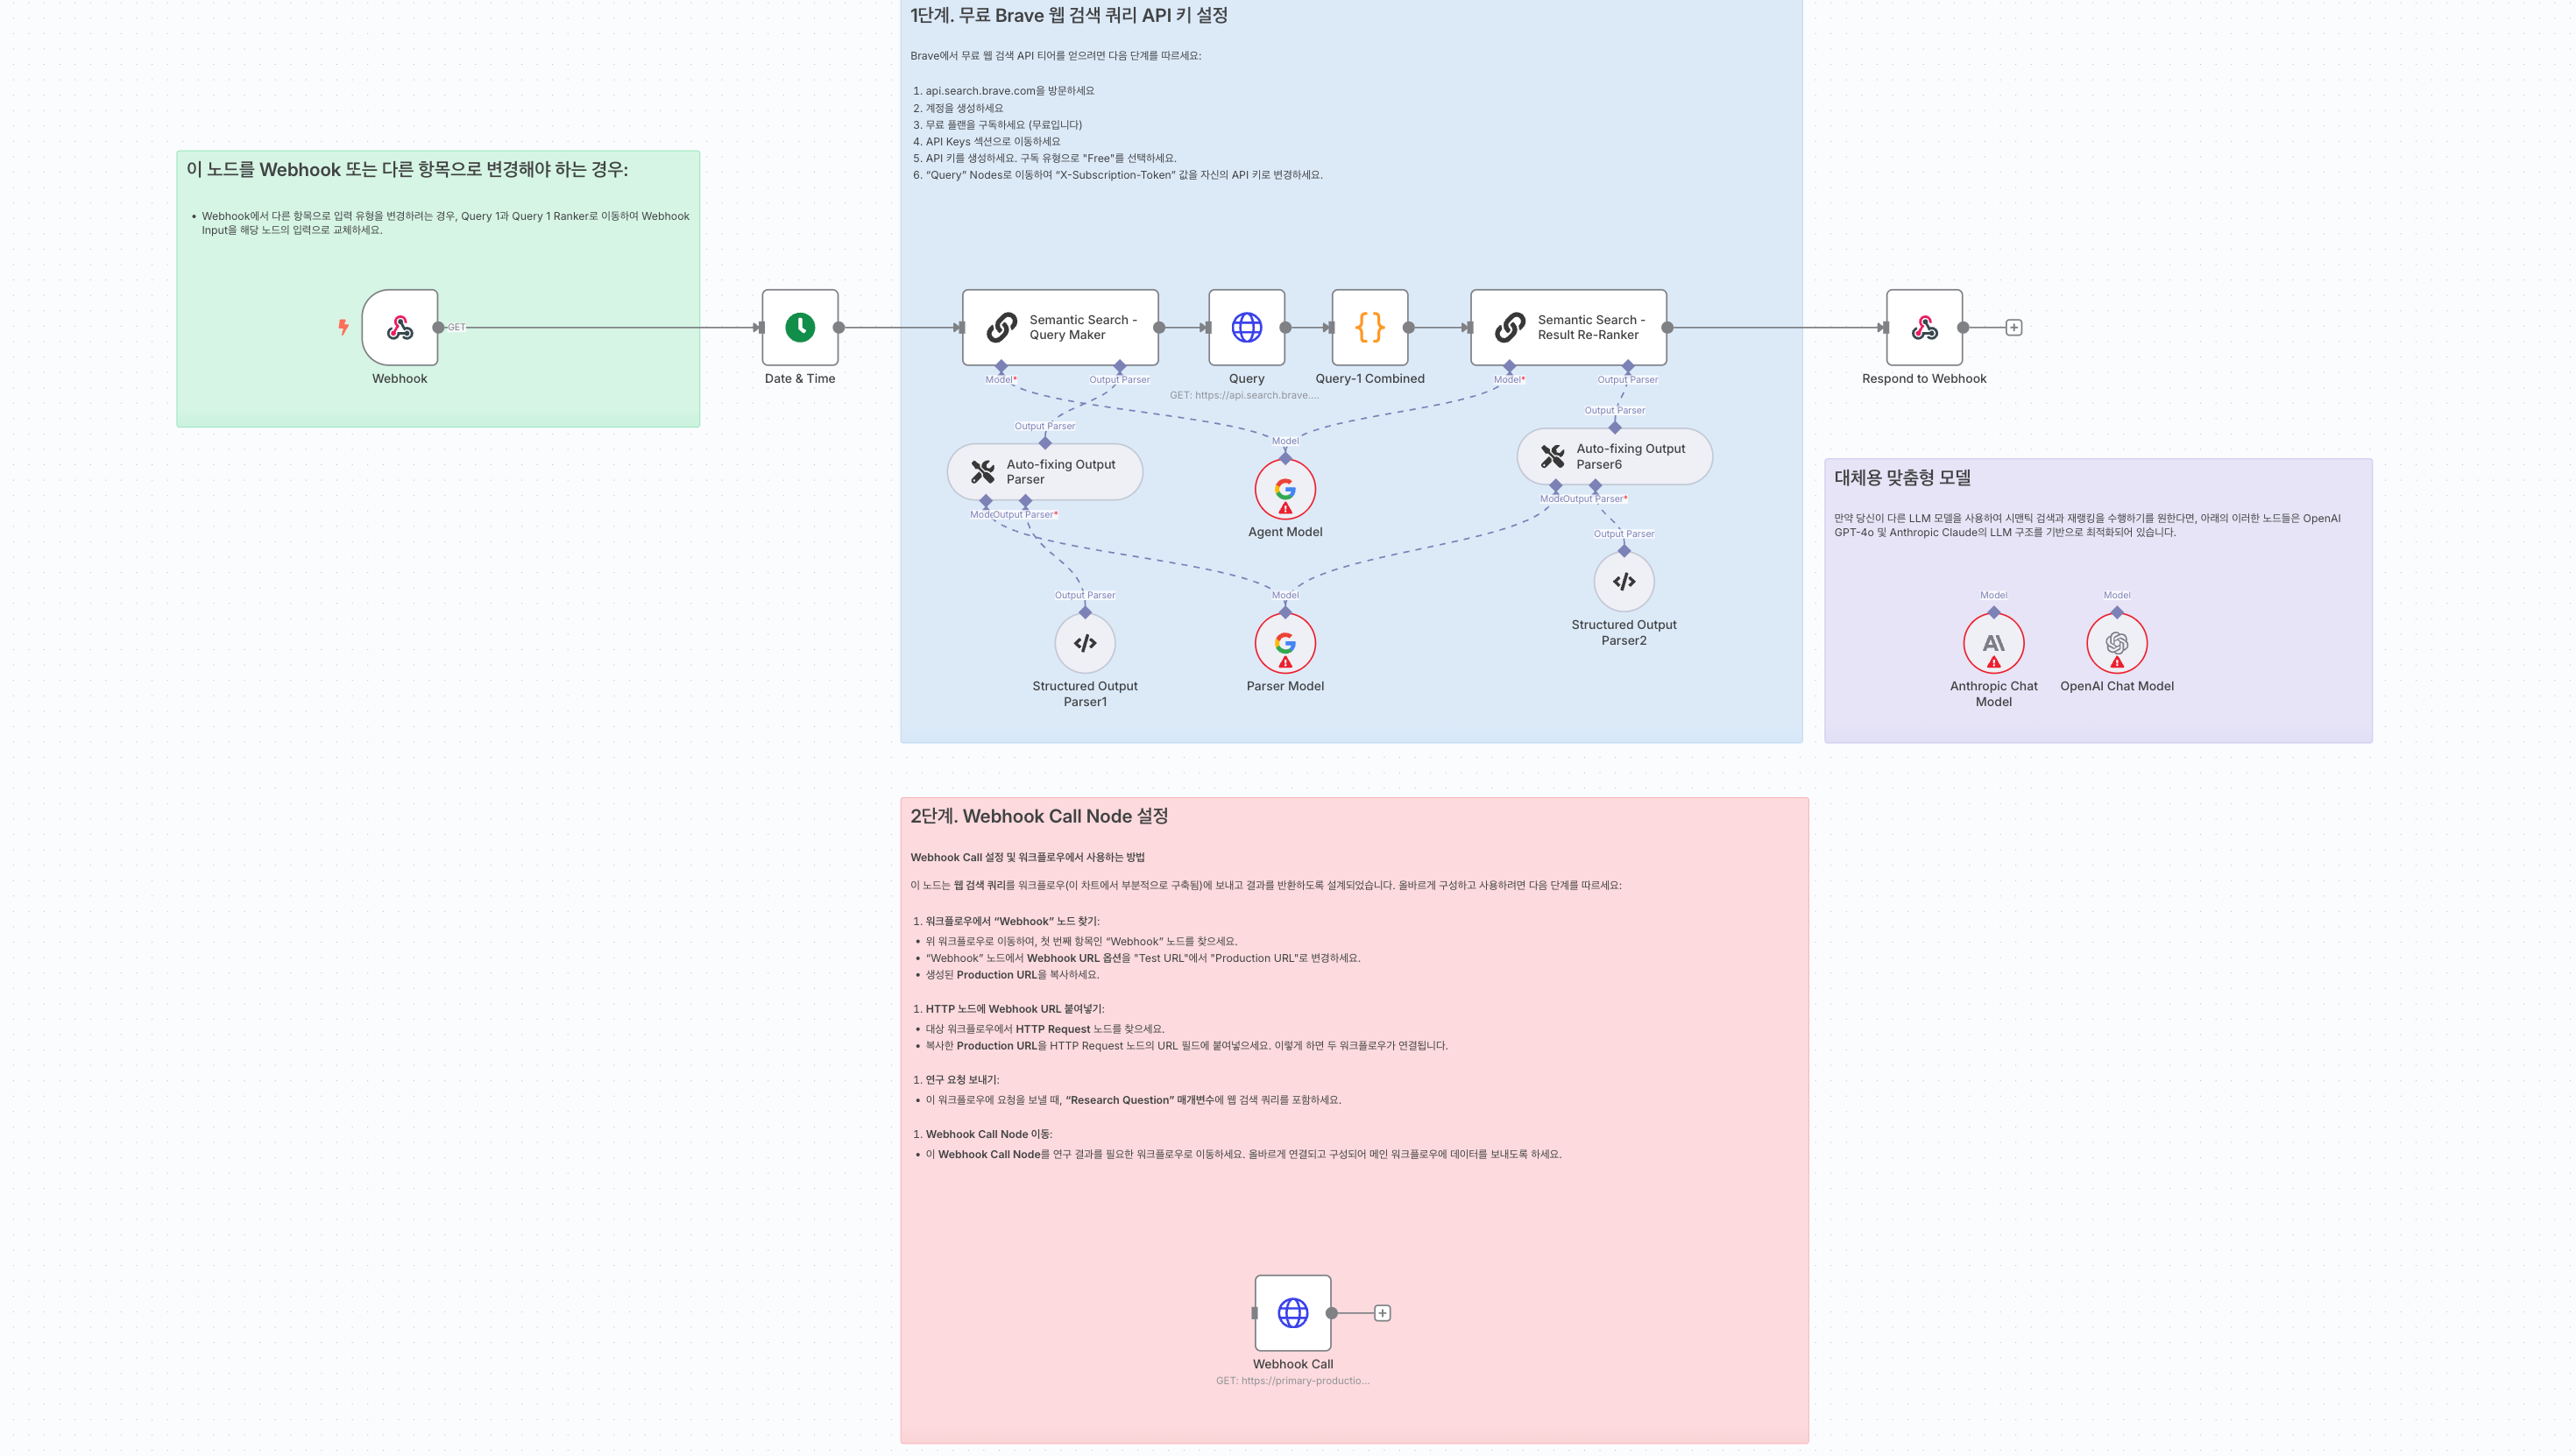 이 노드를 Webhook 또는 다른 항목으로 변경해야 하는 경우:
• Webhook에서 다른 항목으로 입력 유형을 변경하려는 경우, Query 1과 Query 1 Ranker로 이동하여 Webhook
Input을 해당 노드의 입력으로 교체하세요.
GET
Webhook
Date & Time
1단계. 무료 Brave 웹 검색 쿼리 API 키 설정
Brave에서 무료 웹 검색 API 티어를 얻으려면 다음 단계를 따르세요:
1. api.search.brave.com을 방문하세요
2. 계정을 생성하세요
3. 무료 플랜을 구독하세요 (무료입니다)
4. API Keys 섹션으로 이동하세요
5. API 키를 생성하세요. 구독 유형으로 "Free"를 선택하세요.
6. “Query” Nodes로 이동하여 “X-Subscription-Token” 값을 자신의 API 키로 변경하세요.
Semantic Search -
Query Maker
Model*
Output Parser
Query
GET: https://api.search.brave....
Query-1 Combined
Semantic Search -
Result Re-Ranker
Model*
Output Parser
Respond to Webhook
Output Parser
Auto-fixing Output
Parser
Output Parser*
Model
Agent Model
Output Parser
Auto-fixing Output
Parser6
Output Parser*
Output Parser
Structured Output
Parser1
Model
Parser Model
Output Parser
Structured Output
Parser2
대체용 맞춤형 모델
만약 당신이 다른 LLM 모델을 사용하여 시맨틱 검색과 재랭킹을 수행하기를 원한다면, 아래의 이러한 노드들은 OpenAI
GPT-4o 및 Anthropic Claude의 LLM 구조를 기반으로 최적화되어 있습니다.
Model
Anthropic Chat
Model
Model
OpenAI Chat Model
2단계. Webhook Call Node 설정
Webhook Call 설정 및 워크플로우에서 사용하는 방법
이 노드는 웹 검색 쿼리를 워크플로우(이 차트에서 부분적으로 구축됨)에 보내고 결과를 반환하도록 설계되었습니다. 올바르게 구성하고 사용하려면 다음 단계를 따르세요:
1. 워크플로우에서 “Webhook” 노드 찾기:
• 위 워크플로우로 이동하여, 첫 번째 항목인 “Webhook” 노드를 찾으세요.
• “Webhook” 노드에서 Webhook URL 옵션을 "Test URL"에서 "Production URL"로 변경하세요.
• 생성된 Production URL을 복사하세요.
1. HTTP 노드에 Webhook URL 붙여넣기:
• 대상 워크플로우에서 HTTP Request 노드를 찾으세요.
• 복사한 Production URL을 HTTP Request 노드의 URL 필드에 붙여넣으세요. 이렇게 하면 두 워크플로우가 연결됩니다.
1. 연구 요청 보내기:
• 이 워크플로우에 요청을 보낼 때, “Research Question” 매개변수에 웹 검색 쿼리를 포함하세요.
1. Webhook Call Node 이동:
• 이 Webhook Call Node를 연구 결과를 필요한 워크플로우로 이동하세요. 올바르게 연결되고 구성되어 메인 워크플로우에 데이터를 보내도록 하세요.
Webhook Call
GET: https://primary-productio...